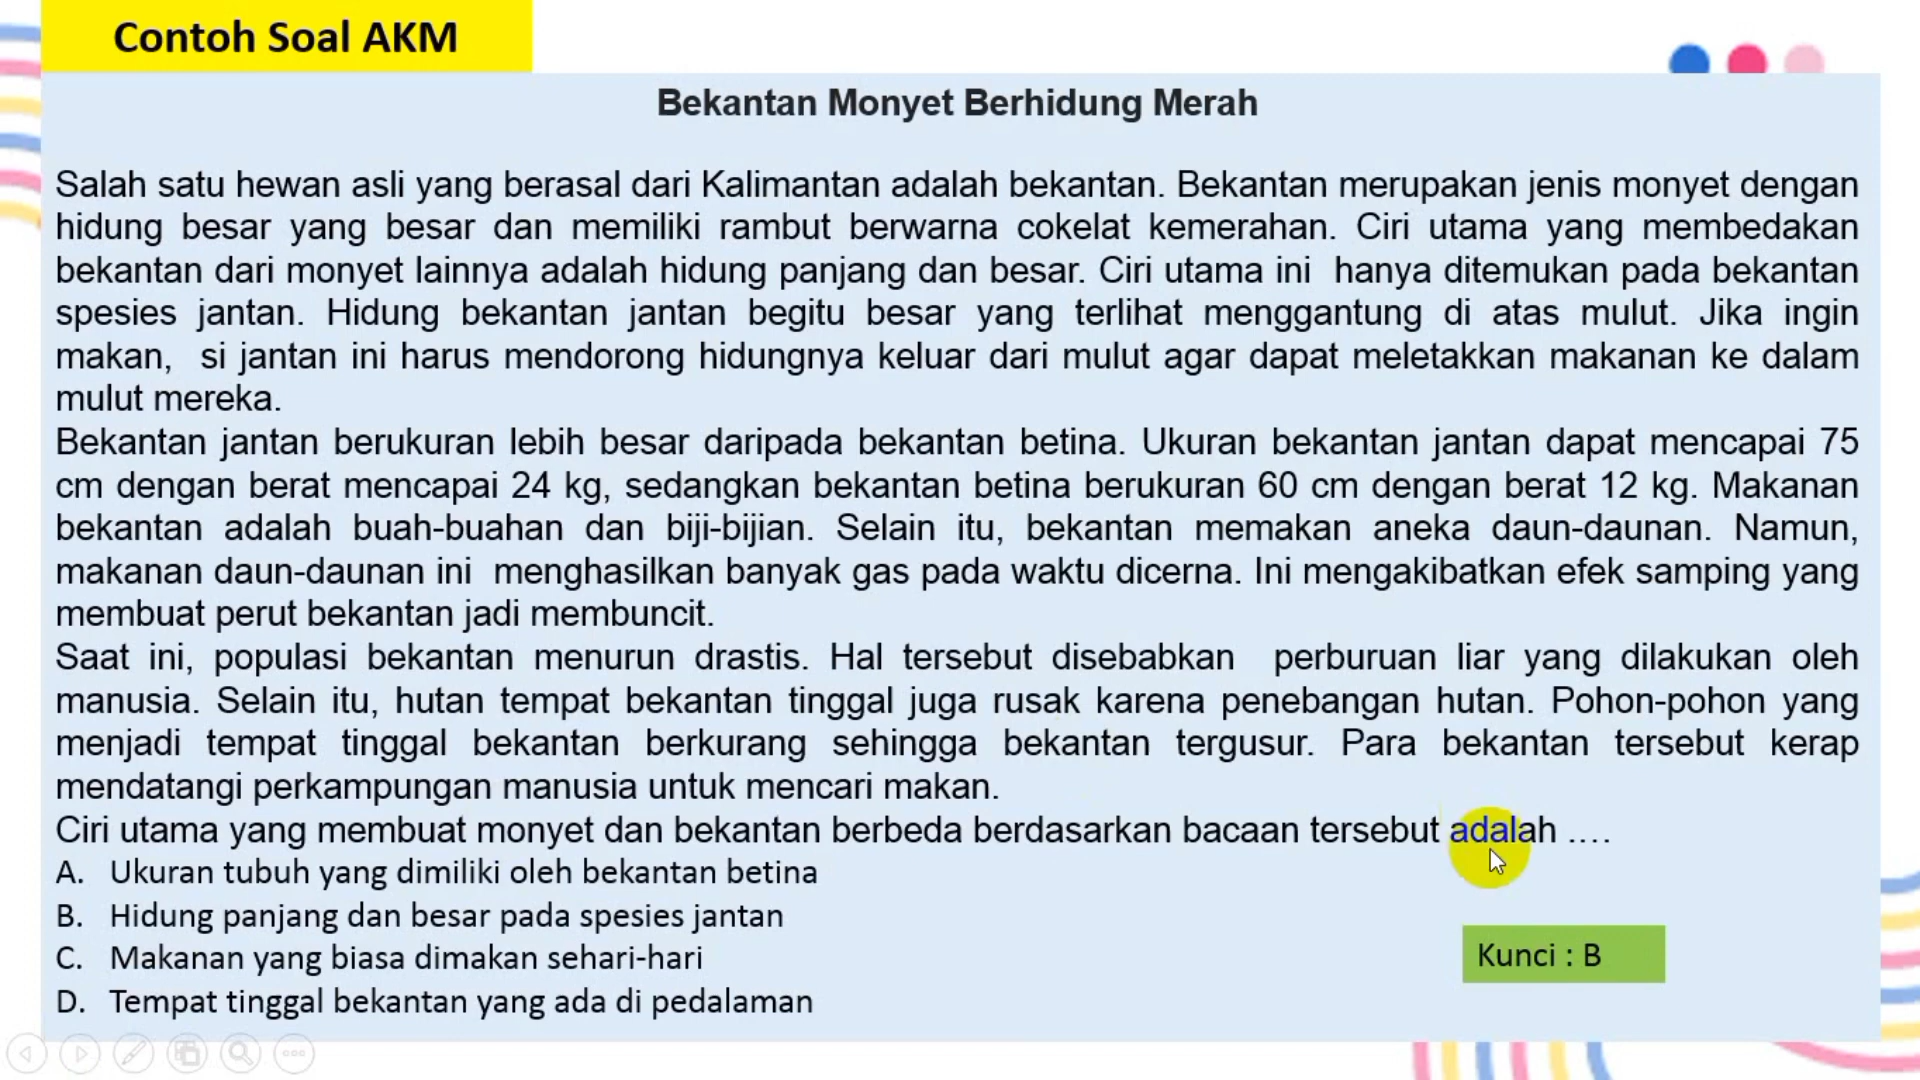 Contoh Soal AKM
Bekantan Monyet Berhidung Merah
Salah satu hewan asli yang berasal dari Kalimantan adalah bekantan. Bekantan merupakan jenis monyet dengan
hidung besar yang besar dan memiliki rambut berwarna cokelat kemerahan. Ciri utama yang membedakan
bekantan dari monyet lainnya adalah hidung panjang dan besar. Ciri utama ini hanya ditemukan pada bekantan
spesies jantan. Hidung bekantan jantan begitu besar yang terlihat menggantung di atas mulut. Jika ingin
makan, si jantan ini harus mendorong hidungnya keluar dari mulut agar dapat meletakkan makanan ke dalam
mulut mereka.
Bekantan jantan berukuran lebih besar daripada bekantan betina. Ukuran bekantan jantan dapat mencapai 75
cm dengan berat mencapai 24 kg, sedangkan bekantan betina berukuran 60 cm dengan berat 12 kg. Makanan
bekantan adalah buah-buahan dan biji-bijian. Selain itu, bekantan memakan aneka daun-daunan. Namun,
makanan daun-daunan ini menghasilkan banyak gas pada waktu dicerna. Ini mengakibatkan efek samping yang
membuat perut bekantan jadi membuncit.
Saat ini, populasi bekantan menurun drastis. Hal tersebut disebabkan perburuan liar yang dilakukan oleh
manusia. Selain itu, hutan tempat bekantan tinggal juga rusak karena penebangan hutan. Pohon-pohon yang
menjadi tempat tinggal bekantan berkurang sehingga bekantan tergusur. Para bekantan tersebut kerap
mendatangi perkampungan manusia untuk mencari makan.
Ciri utama yang membuat monyet dan bekantan berbeda berdasarkan bacaan tersebut adalah ....
A. Ukuran tubuh yang dimiliki oleh bekantan betina
B. Hidung panjang dan besar pada spesies jantan
C. Makanan yang biasa dimakan sehari-hari
D. Tempat tinggal bekantan yang ada di pedalaman
Kunci : B